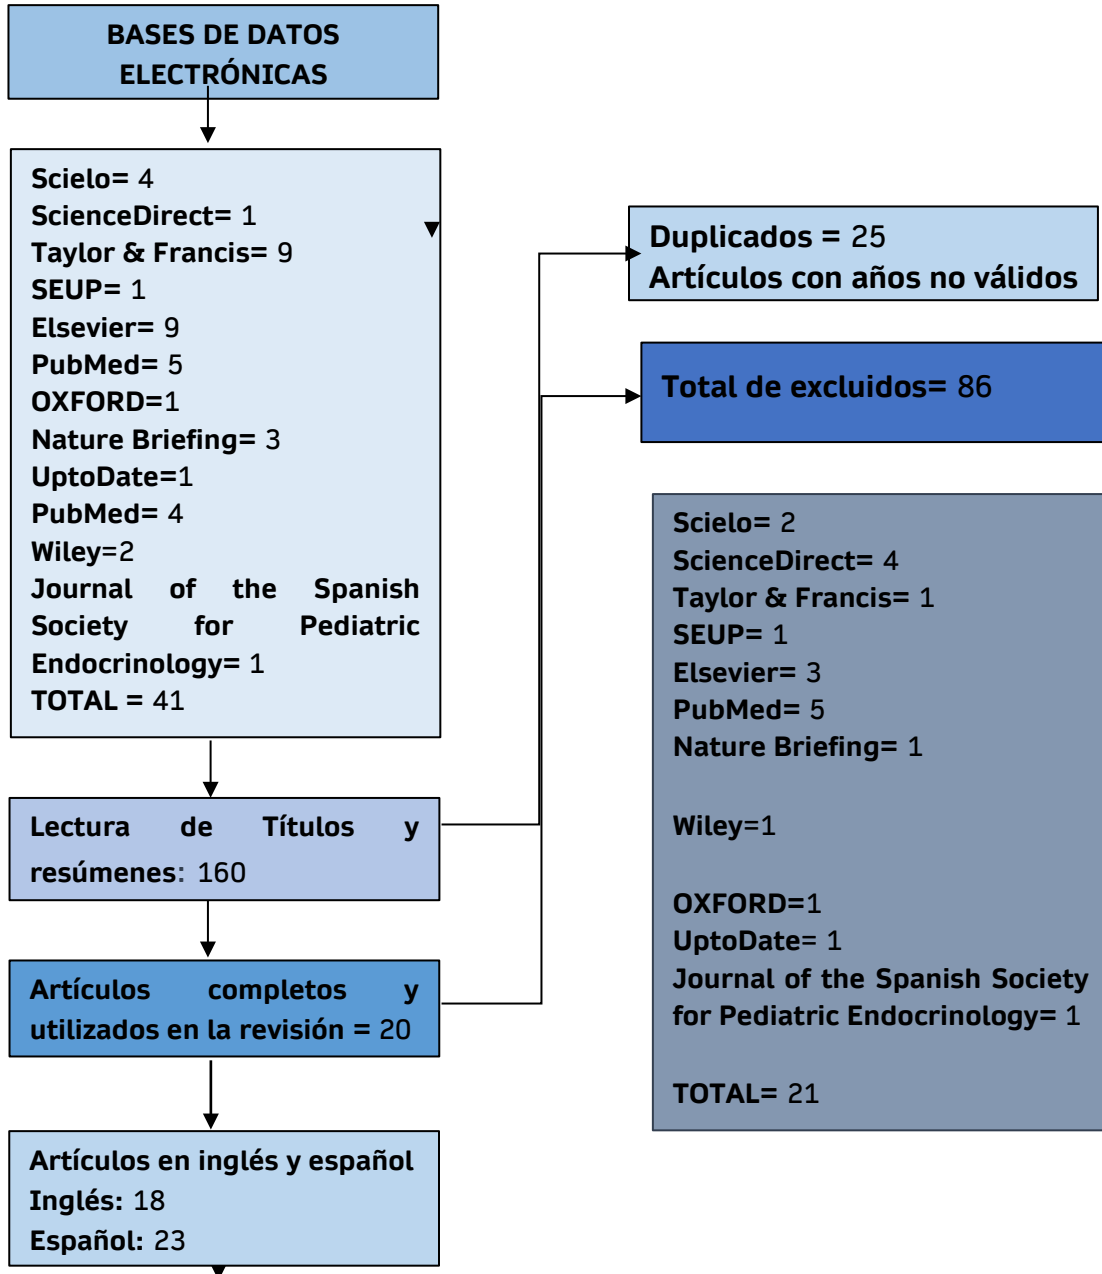 BASES DE DATOS
ELECTRÓNICAS
Scielo= 4
ScienceDirect= 1
Taylor & Francis= 9
SEUP= 1
Elsevier= 9
PubMed= 5
OXFORD=1
Nature Briefing= 3
UptoDate=1
PubMed= 4
Wiley=2
Journal of the Spanish
Society for Pediatric
Endocrinology= 1
TOTAL = 41
Lectura de Títulos y
resúmenes: 160
Artículos completos y
utilizados en la revisión = 20
Artículos en inglés y español
Inglés: 18
Español: 23
Duplicados = 25
Artículos con años no válidos
Total de excluidos= 86
Scielo= 2
ScienceDirect= 4
Taylor & Francis= 1
SEUP= 1
Elsevier= 3
PubMed= 5
Nature Briefing= 1
Wiley=1
OXFORD=1
UptoDate= 1
Journal of the Spanish Society
for Pediatric Endocrinology= 1
TOTAL= 21